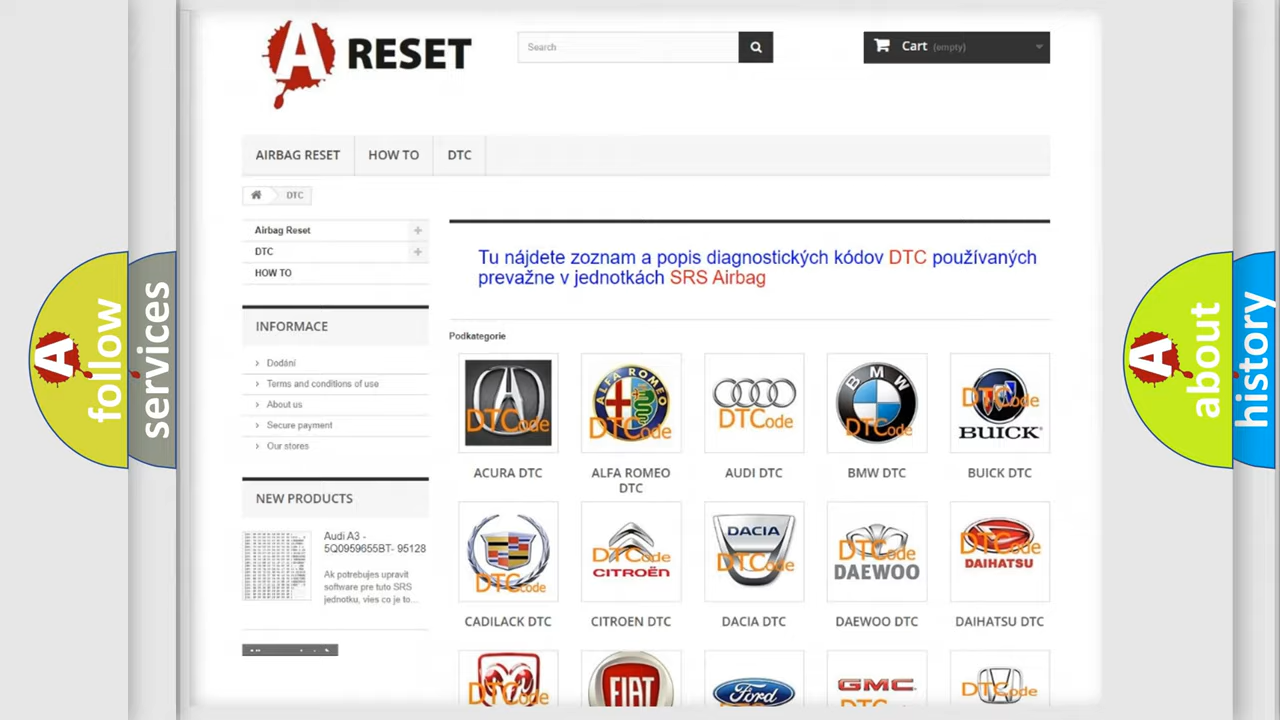 A RESET
Search
Cart (empty)
AIRBAG RESET
HOW TO
DTC
DTC
Airbag Reset
DTC
HOW TO
INFORMACE
Dodání
Terms and conditions of use
About us
Secure payment
Our stores
NEW PRODUCTS
Audi A3 -
5Q0959655BT- 95128
Ak potrebujes upravit
software pre tuto SRS
jednotku, vies co je to...
Tu nájdete zoznam a popis diagnostických kódov DTC používaných
prevažne v jednotkách SRS Airbag
Podkategorie
DTCode
ALFA ROMEO
DTCode
DTCode
BMW
DTCode
DTCode
BUICK
ACURA DTC
ALFA ROMEO
DTC
AUDI DTC
BMW DTC
BUICK DTC
DTCode
DTCode
CITROËN
DACIA
DTCode
DTCode
DAEWOO
DTCode
DAIHATSU
CADILACK DTC
CITROEN DTC
DACIA DTC
DAEWOO DTC
DAIHATSU DTC
DTCode
FIAT
Ford
GMC
DTCode
A follow
services
A about
history